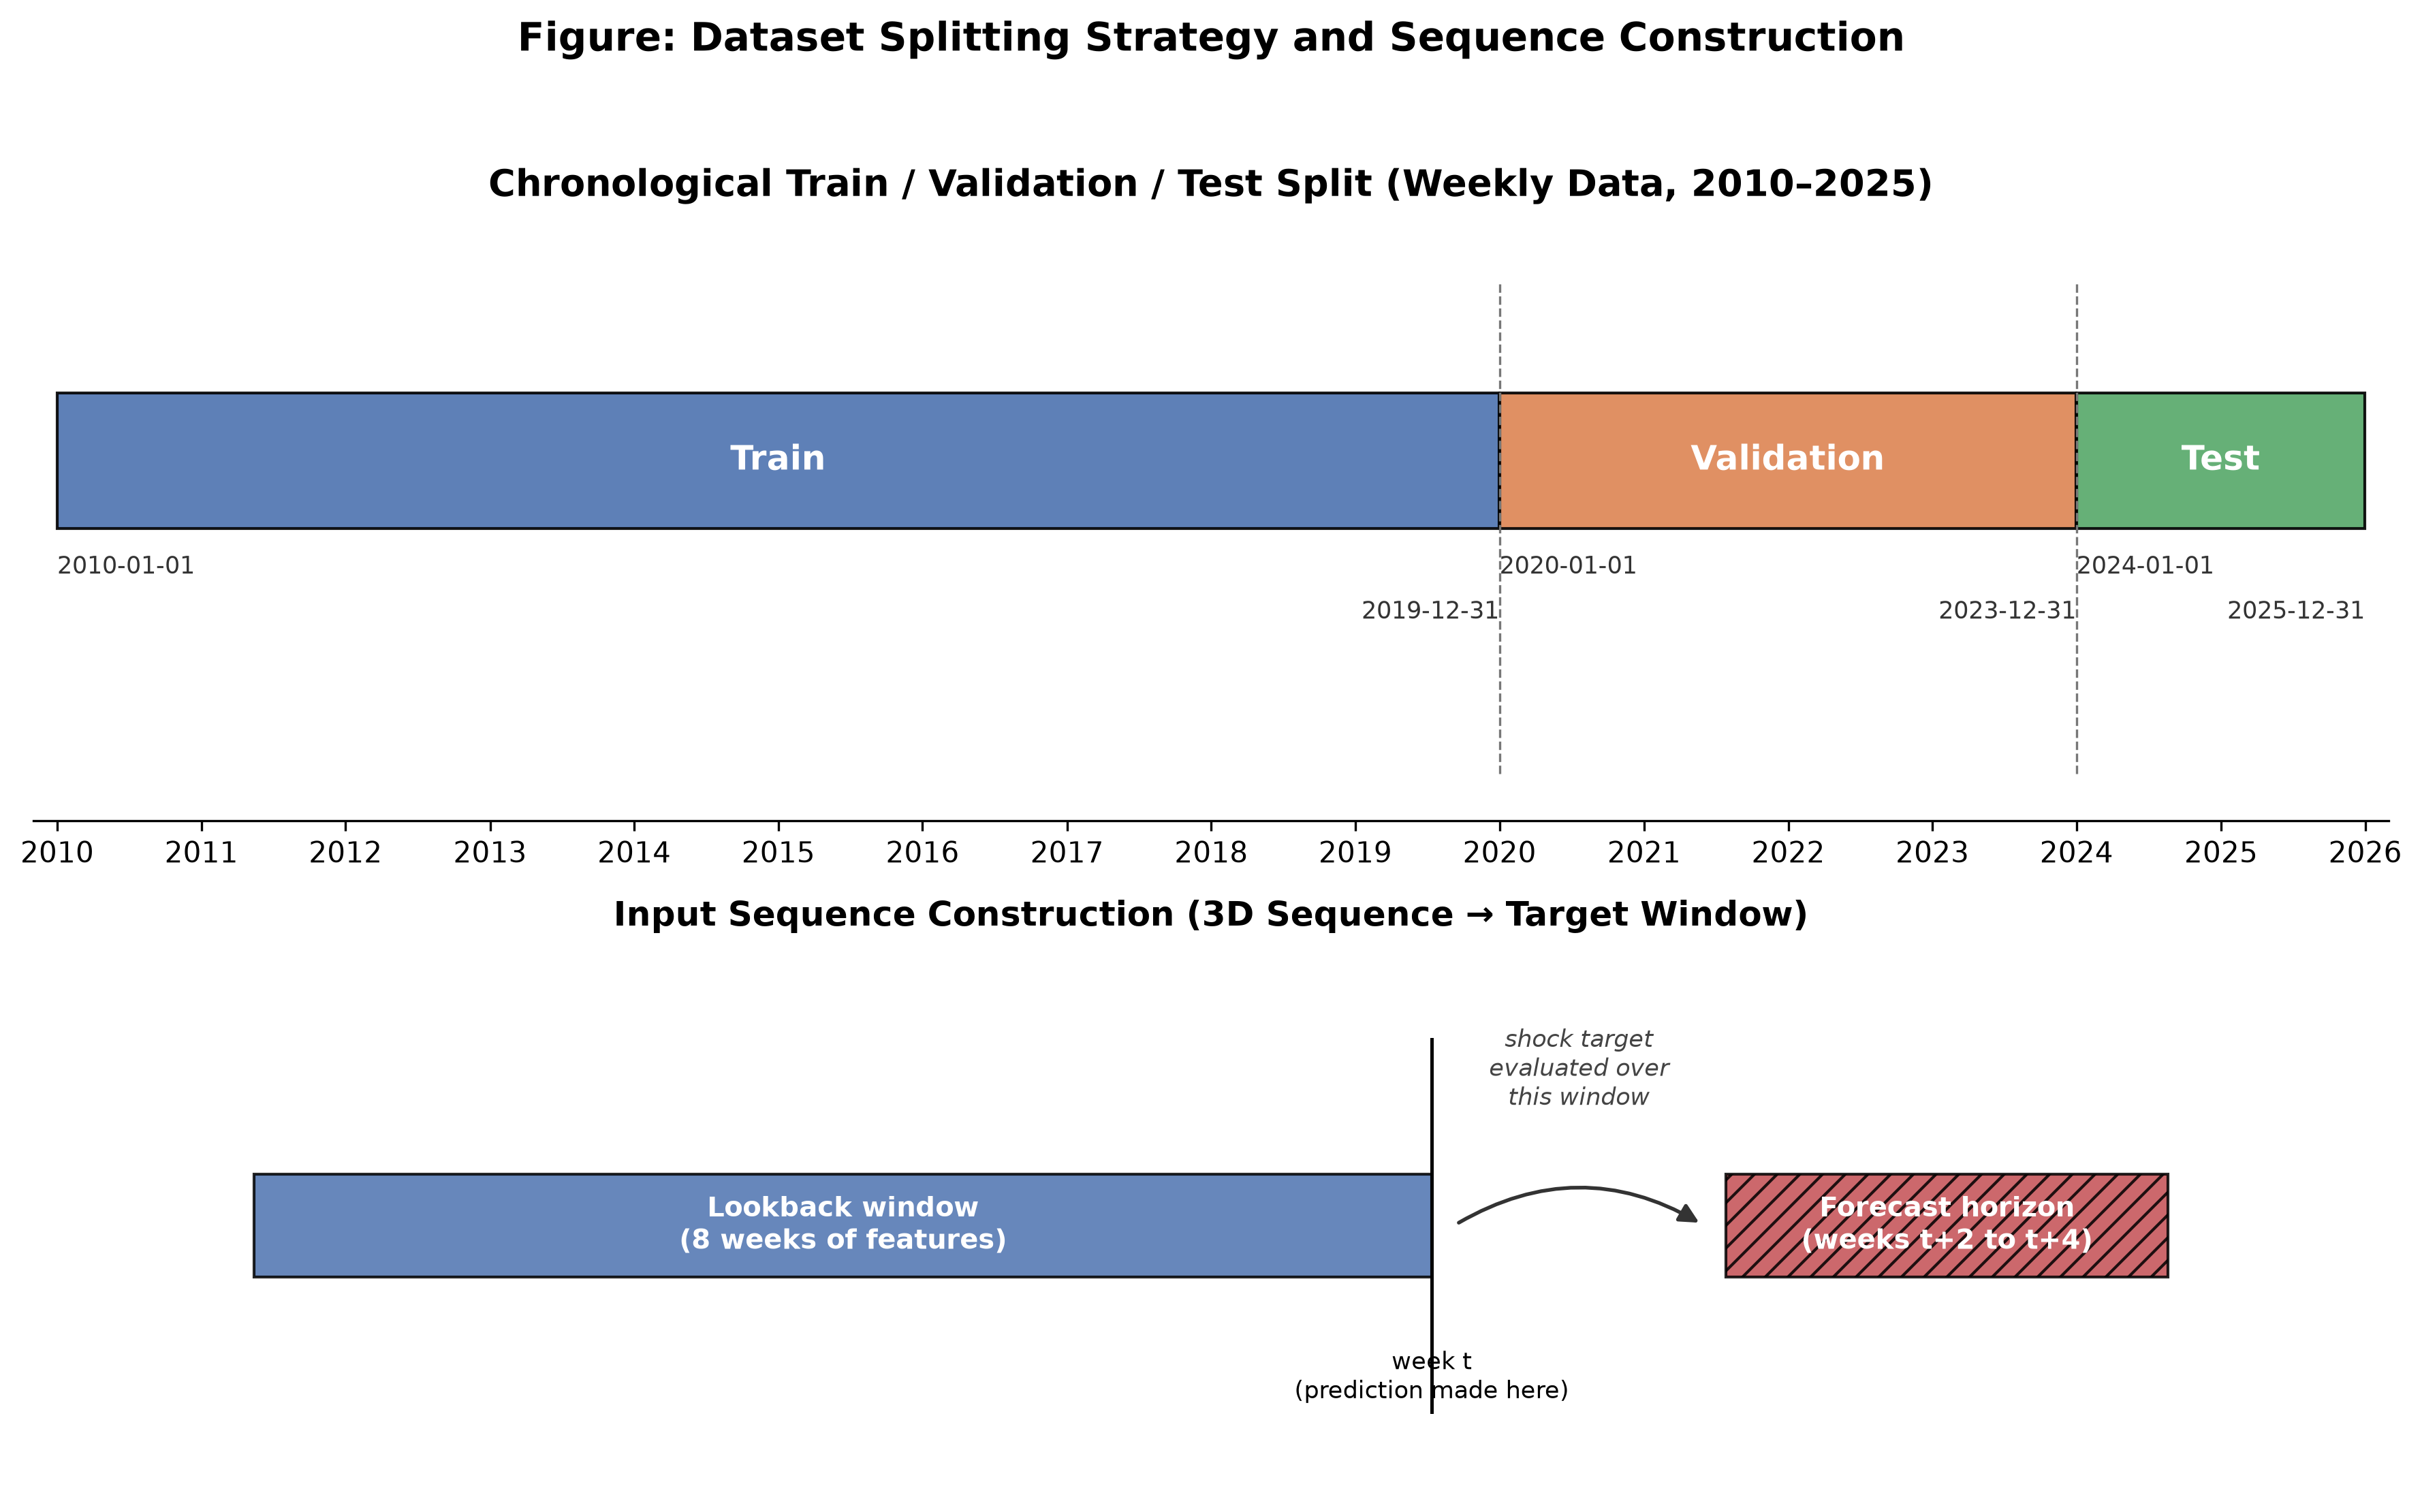 Figure: Dataset Splitting Strategy and Sequence Construction
Chronological Train / Validation / Test Split (Weekly Data, 2010–2025)
Train
Validation
Test
2010-01-01
2020-01-01
2024-01-01
2019-12-31
2023-12-31
2025-12-31
2010 2011 2012 2013 2014 2015 2016 2017 2018 2019 2020 2021 2022 2023 2024 2025 2026
Input Sequence Construction (3D Sequence → Target Window)
shock target
evaluated over
this window
Lookback window
(8 weeks of features)
Forecast horizon
(weeks t+2 to t+4)
week t
(prediction made here)